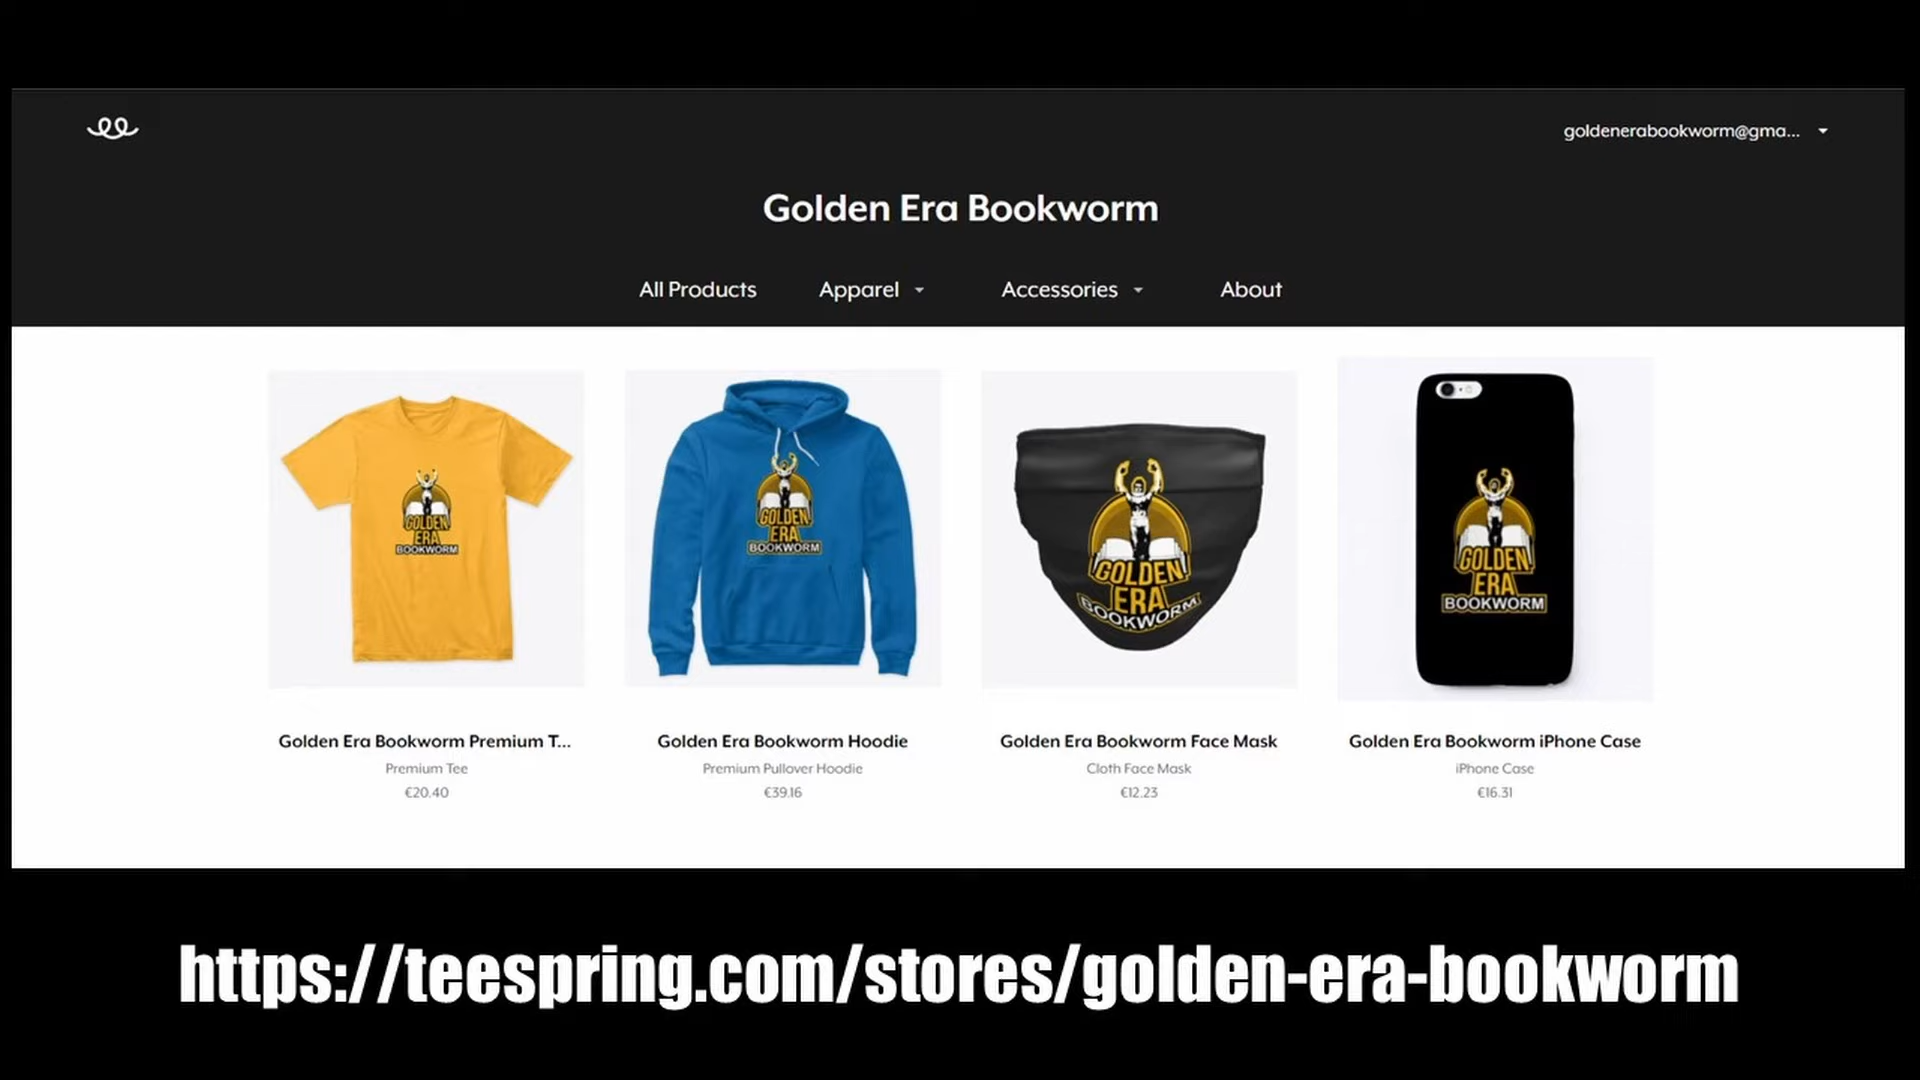 goldenerabookworm@gma...
Golden Era Bookworm
All Products
Apparel
Accessories
About
GOLDEN
ERA
BOOKWORM
GOLDEN
ERA
BOOKWORM
GOLDEN
ERA
BOOKWORM
GOLDEN
ERA
BOOKWORM
Golden Era Bookworm Premium T...
Premium Tee
€20.40
Golden Era Bookworm Hoodie
Premium Pullover Hoodie
€39.16
Golden Era Bookworm Face Mask
Cloth Face Mask
€12.23
Golden Era Bookworm iPhone Case
iPhone Case
€16.31
https://teespring.com/stores/golden-era-bookworm